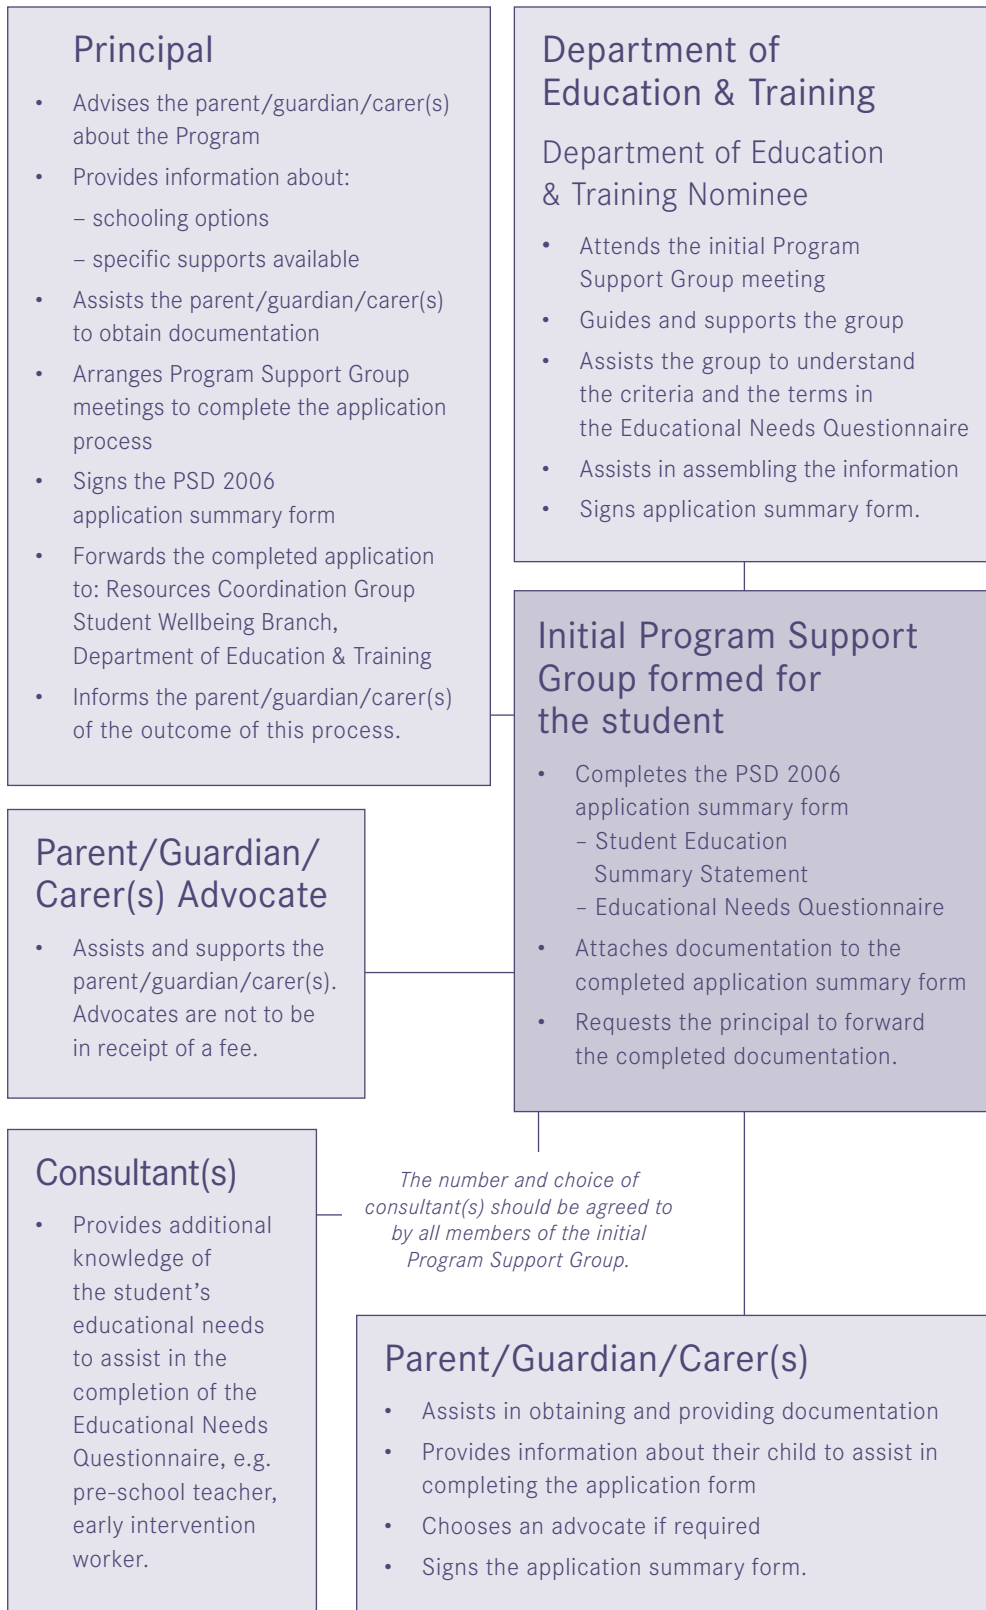 Principal
• Advises the parent/guardian/carer(s)
about the Program
• Provides information about:
– schooling options
– specific supports available
• Assists the parent/guardian/carer(s)
to obtain documentation
• Arranges Program Support Group
meetings to complete the application
process
• Signs the PSD 2006
application summary form
• Forwards the completed application
to: Resources Coordination Group
Student Wellbeing Branch,
Department of Education & Training
• Informs the parent/guardian/carer(s)
of the outcome of this process.
Department of
Education & Training
Department of Education
& Training Nominee
• Attends the initial Program
Support Group meeting
• Guides and supports the group
• Assists the group to understand
the criteria and the terms in
the Educational Needs Questionnaire
• Assists in assembling the information
• Signs application summary form.
Initial Program Support
Group formed for
the student
• Completes the PSD 2006
application summary form
– Student Education
Summary Statement
– Educational Needs Questionnaire
• Attaches documentation to the
completed application summary form
• Requests the principal to forward
the completed documentation.
Parent/Guardian/
Carer(s) Advocate
• Assists and supports the
parent/guardian/carer(s).
Advocates are not to be
in receipt of a fee.
Consultant(s)
• Provides additional
knowledge of
the student’s
educational needs
to assist in the
completion of the
Educational Needs
Questionnaire, e.g.
pre-school teacher,
early intervention
worker.
The number and choice of
consultant(s) should be agreed to
by all members of the initial
Program Support Group.
Parent/Guardian/Carer(s)
• Assists in obtaining and providing documentation
• Provides information about their child to assist in
completing the application form
• Chooses an advocate if required
• Signs the application summary form.